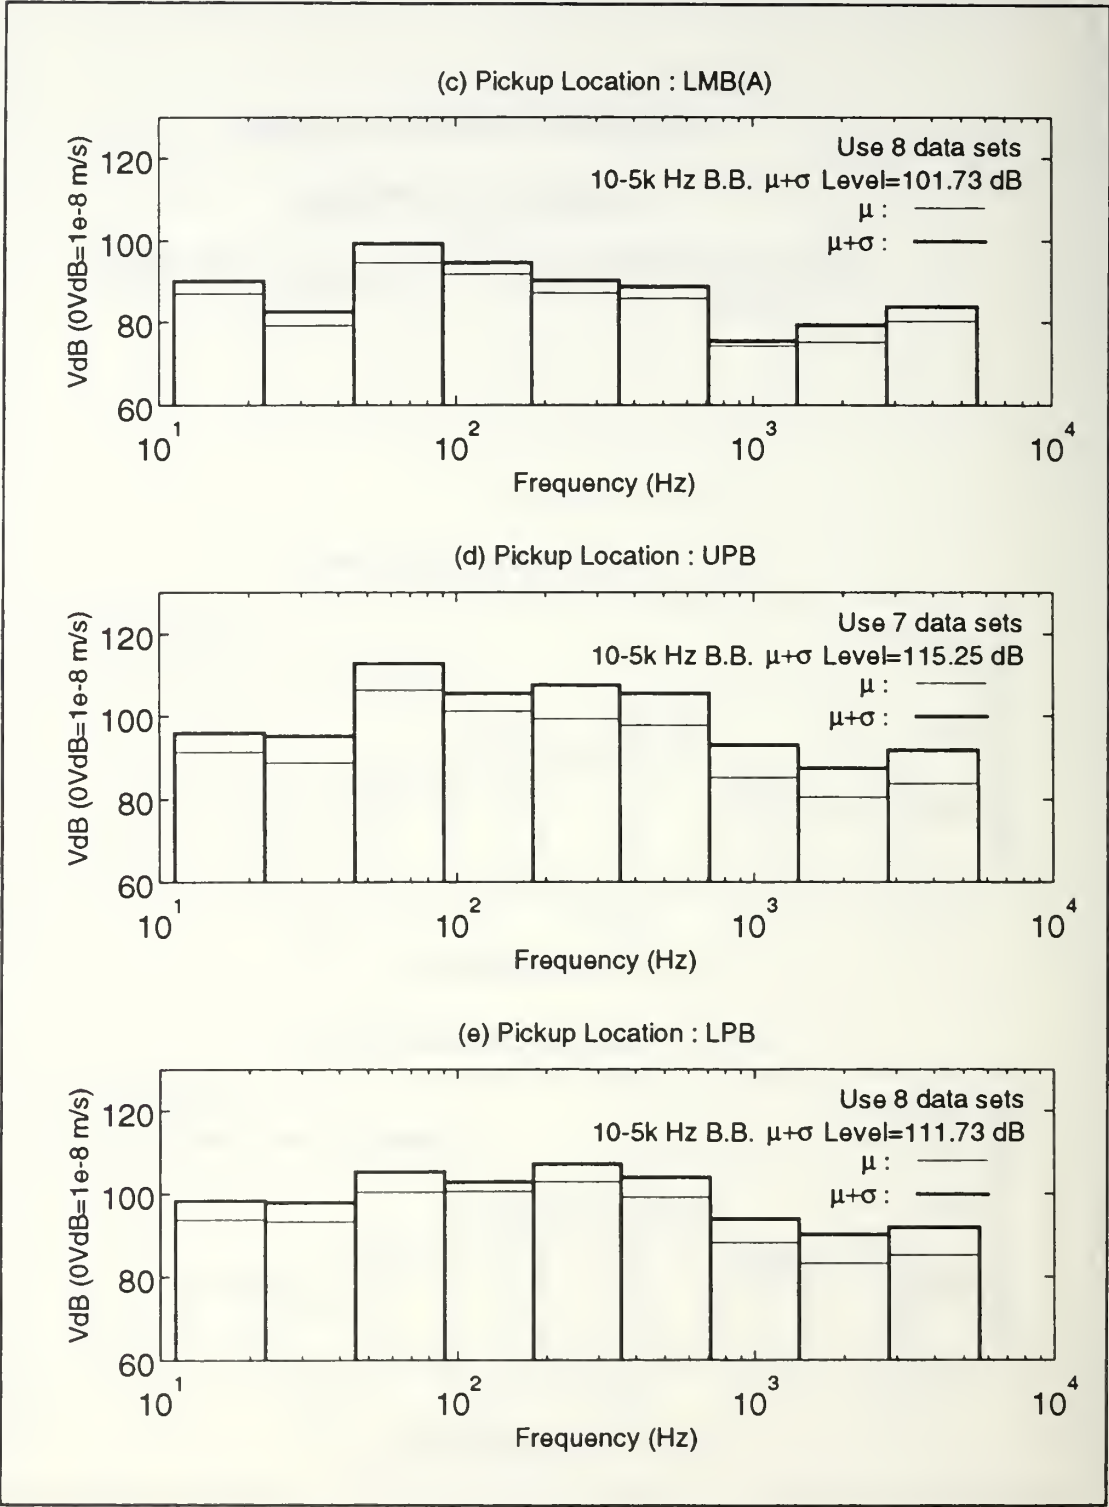 (c) Pickup Location : LMB(A)
VdB (0VdB=1e-8 m/s)
120
100
80
60
Use 8 data sets
10-5k Hz B.B. μ+σ Level=101.73 dB
μ :
μ+σ :
10^1 10^2 10^3 10^4
Frequency (Hz)
(d) Pickup Location : UPB
VdB (0VdB=1e-8 m/s)
120
100
80
60
Use 7 data sets
10-5k Hz B.B. μ+σ Level=115.25 dB
μ :
μ+σ :
10^1 10^2 10^3 10^4
Frequency (Hz)
(e) Pickup Location : LPB
VdB (0VdB=1e-8 m/s)
120
100
80
60
Use 8 data sets
10-5k Hz B.B. μ+σ Level=111.73 dB
μ :
μ+σ :
10^1 10^2 10^3 10^4
Frequency (Hz)